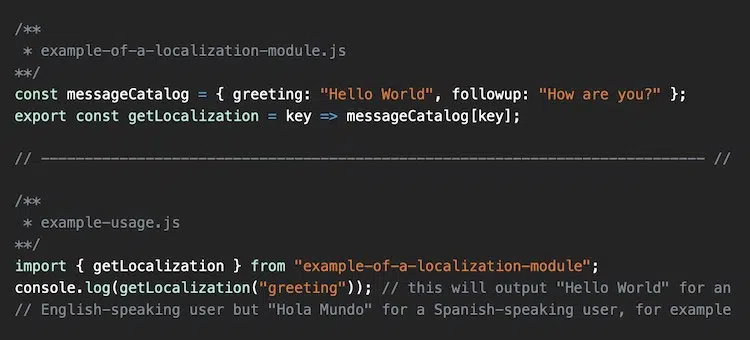 /**
 * example-of-a-localization-module.js
**/
const messageCatalog = { greeting: "Hello World", followup: "How are you?" };
export const getLocalization = key => messageCatalog[key];
// ---------------------------------------------------------------------------- //
/**
 * example-usage.js
**/
import { getLocalization } from "example-of-a-localization-module";
console.log(getLocalization("greeting")); // this will output "Hello World" for an
// English-speaking user but "Hola Mundo" for a Spanish-speaking user, for example